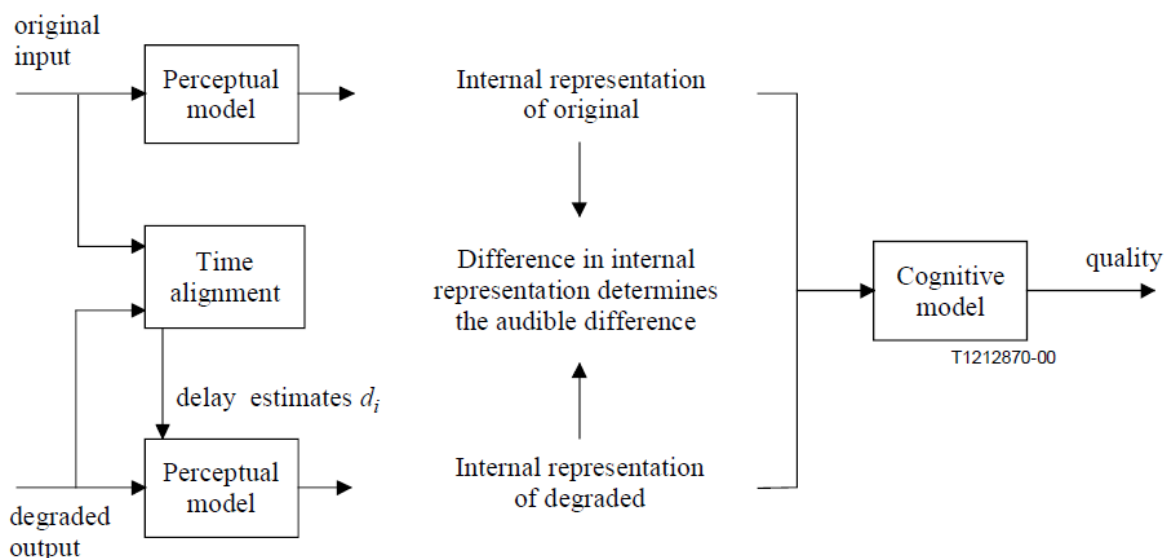 original
input
Perceptual
model
Internal representation
of original
Time
alignment
Difference in internal
representation determines
the audible difference
Cognitive
model
quality
T1212870-00
delay estimates dᵢ
Perceptual
model
Internal representation
of degraded
degraded
output